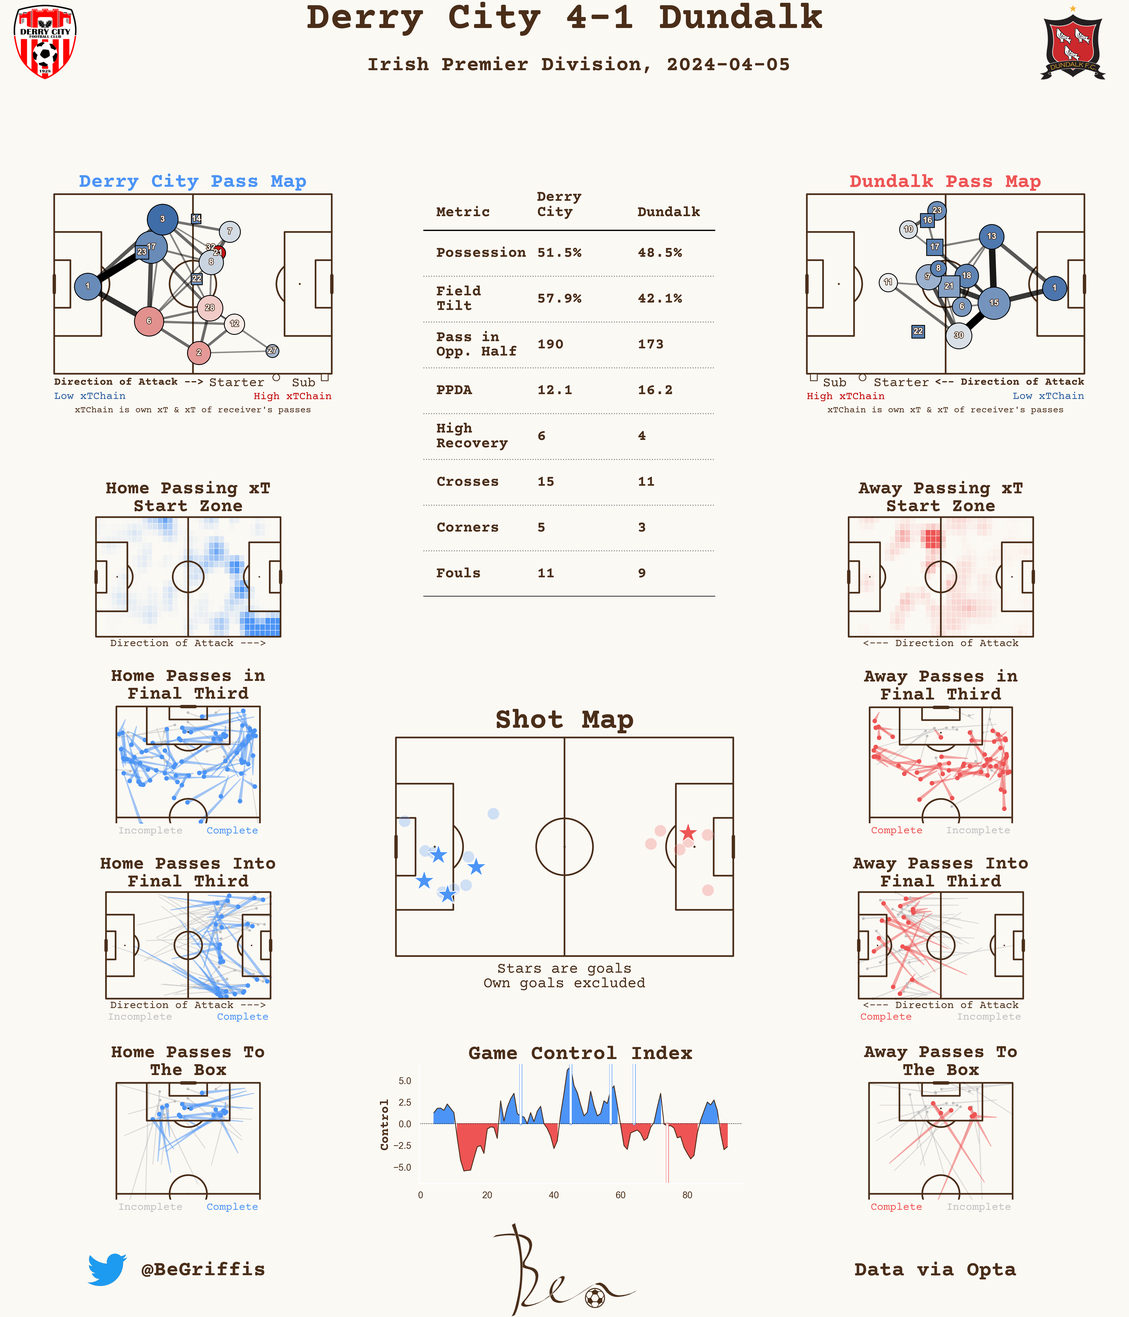 Derry City 4-1 Dundalk
Irish Premier Division, 2024-04-05
DERRY CITY
FOOTBALL CLUB
1928
DUNDALK F.C.
Derry City Pass Map
3
14
7
17
23
32
21
8
22
1
28
6
12
2
27
Direction of Attack --> Starter Sub
Low xTChain High xTChain
xTChain is own xT & xT of receiver's passes
Metric Derry City Dundalk
Possession 51.5% 48.5%
Field Tilt 57.9% 42.1%
Pass in Opp. Half 190 173
PPDA 12.1 16.2
High Recovery 6 4
Crosses 15 11
Corners 5 3
Fouls 11 9
Dundalk Pass Map
23
16
10
13
17
8
9
18
11
21
1
6
15
22
30
Sub Starter <-- Direction of Attack
High xTChain Low xTChain
xTChain is own xT & xT of receiver's passes
Home Passing xT
Start Zone
Direction of Attack --->
Away Passing xT
Start Zone
<--- Direction of Attack
Home Passes in
Final Third
Incomplete Complete
Away Passes in
Final Third
Complete Incomplete
Shot Map
Stars are goals
Own goals excluded
Home Passes Into
Final Third
Direction of Attack --->
Incomplete Complete
Away Passes Into
Final Third
<--- Direction of Attack
Complete Incomplete
Home Passes To
The Box
Incomplete Complete
Game Control Index
Control
5.0
2.5
0.0
−2.5
−5.0
0 20 40 60 80
Away Passes To
The Box
Complete Incomplete
@BeGriffis
Bea
Data via Opta